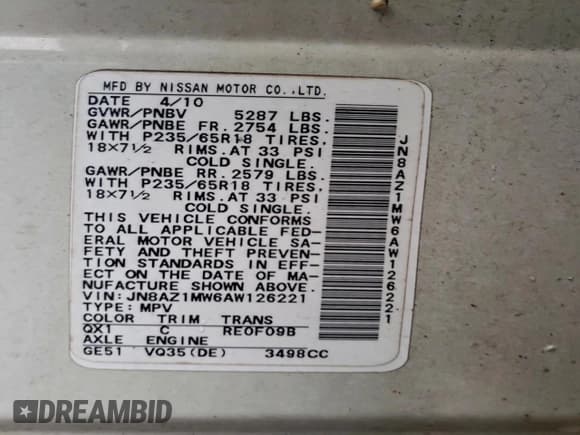 MFD BY NISSAN MOTOR CO.,LTD.
DATE 4/10
GVWR/PNBV 5287 LBS.
GAWR/PNBE FR. 2754 LBS.
WITH P235/65R18 TIRES,
18×7½ RIMS.AT 33 PSI
COLD SINGLE.
GAWR/PNBE RR. 2579 LBS.
WITH P235/65R18 TIRES,
18×7½ RIMS.AT 33 PSI
COLD SINGLE.
THIS VEHICLE CONFORMS
TO ALL APPLICABLE FED-
ERAL MOTOR VEHICLE SA-
FETY AND THEFT PREVEN-
TION STANDARDS IN EFF-
ECT ON THE DATE OF MA-
NUFACTURE SHOWN ABOVE.
VIN: JN8AZ1MW6AW126221
TYPE: MPV
COLOR TRIM TRANS
QX1 C RE0F09B
AXLE ENGINE
GE51 VQ35(DE) 3498CC
JN8AZ1MW6AW126221
DREAMBID